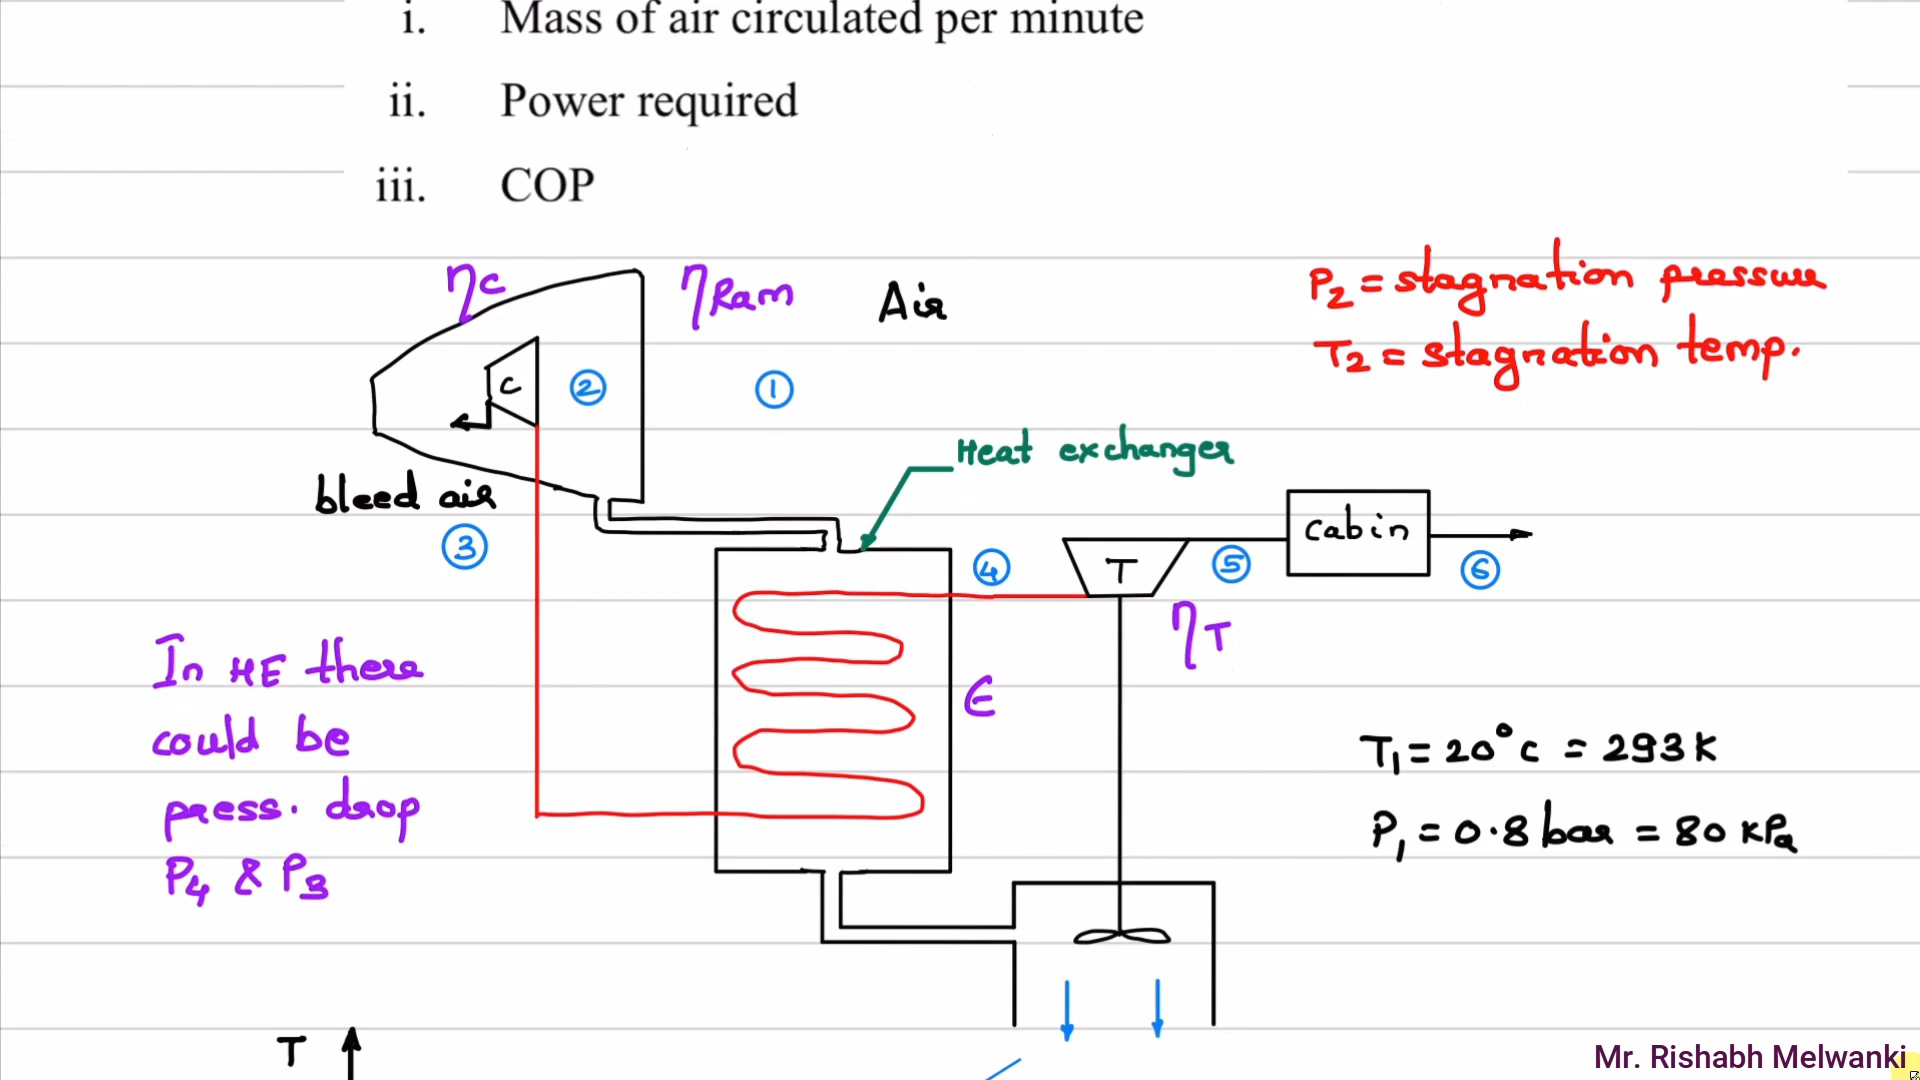 i. Mass of air circulated per minute
ii. Power required
iii. COP
ηc
ηRam
Air
P2 = stagnation pressure
T2 = stagnation temp.
C
②
①
Heat exchanger
bleed air
③
④
T
⑤
cabin
⑥
ηT
In HE there
could be
press. drop
P4 & P3
ϵ
T1 = 20°c = 293 K
P1 = 0.8 bar = 80 kPa
T
Mr. Rishabh Melwanki